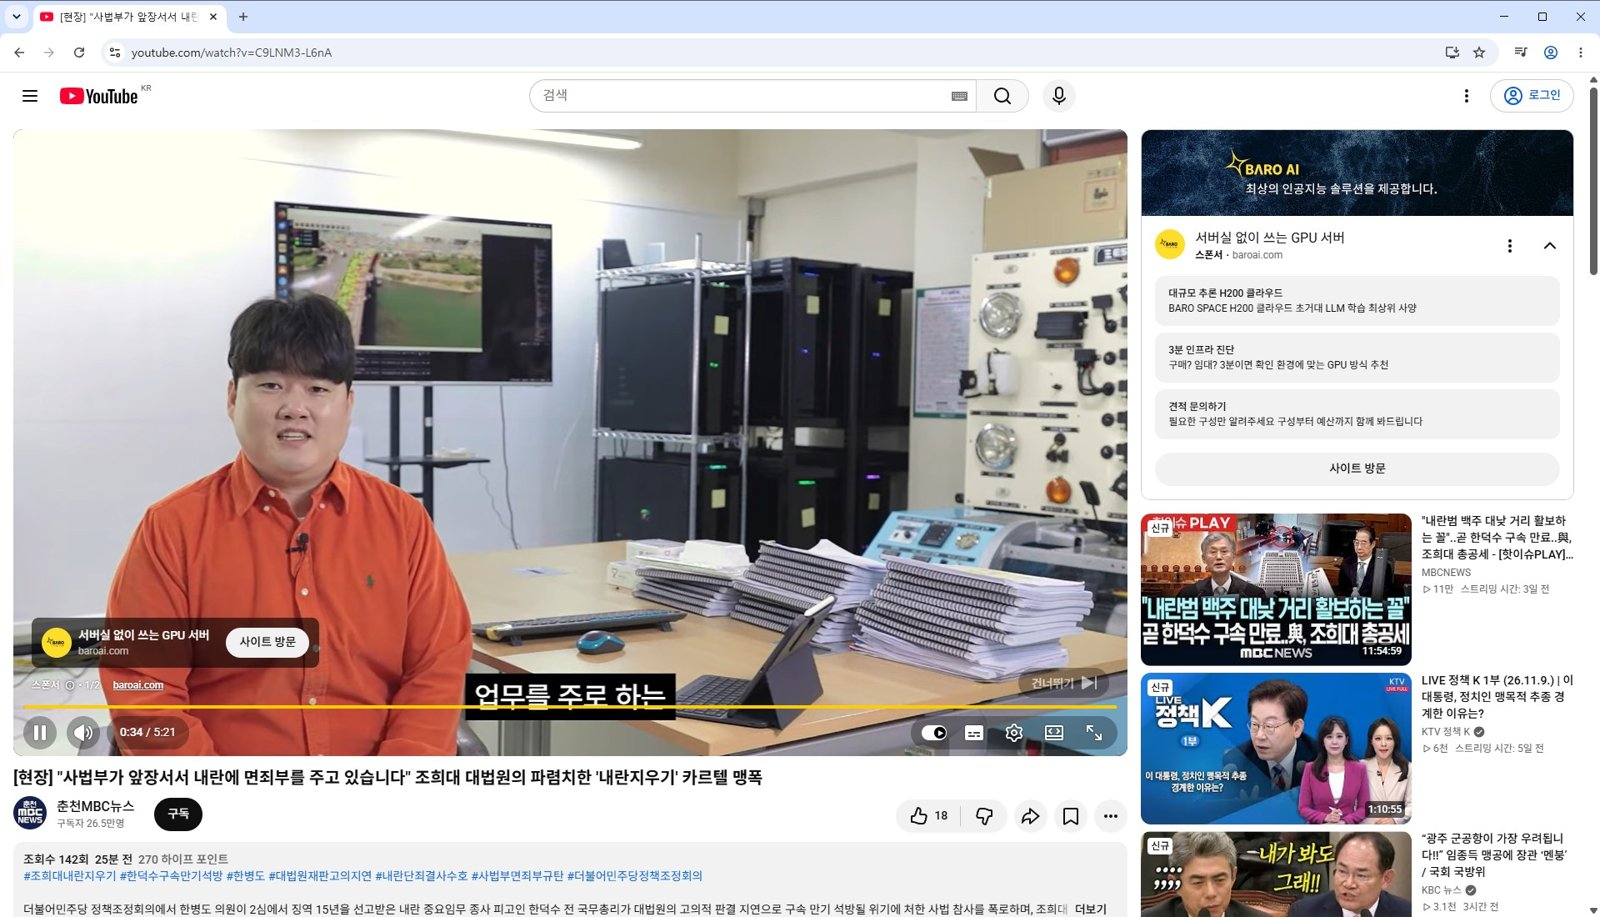 [현장] "사법부가 앞장서서 내란
youtube.com/watch?v=C9LNM3-L6nA
YouTube KR
검색
로그인
서버실 없이 쓰는 GPU 서버
baroai.com
사이트 방문
스폰서 · 1/2 baroai.com
업무를 주로 하는
건너뛰기
0:34 / 5:21
[현장] "사법부가 앞장서서 내란에 면죄부를 주고 있습니다" 조희대 대법원의 파렴치한 '내란지우기' 카르텔 맹폭
춘천 MBC NEWS
춘천MBC뉴스
구독자 26.5만명
구독
18
조회수 142회 25분 전 270 하이프 포인트
#조희대내란지우기 #한덕수구속만기석방 #한병도 #대법원재판고의지연 #내란단죄결사수호 #사법부면죄부규탄 #더불어민주당정책조정회의
더불어민주당 정책조정회의에서 한병도 의원이 2심에서 징역 15년을 선고받은 내란 중요임무 종사 피고인 한덕수 전 국무총리가 대법원의 고의적 판결 지연으로 구속 만기 석방될 위기에 처한 사법 참사를 폭로하며, 조희대 더보기
BARO AI
최상의 인공지능 솔루션을 제공합니다.
서버실 없이 쓰는 GPU 서버
스폰서 · baroai.com
대규모 추론 H200 클라우드
BARO SPACE H200 클라우드 초거대 LLM 학습 최상위 사양
3분 인프라 진단
구매? 임대? 3분이면 확인 환경에 맞는 GPU 방식 추천
견적 문의하기
필요한 구성만 알려주세요 구성부터 예산까지 함께 봐드립니다
사이트 방문
신규
PLAY
"내란범 백주 대낮 거리 활보하는 꼴"
곧 한덕수 구속 만료..與, 조희대 총공세
MBC NEWS
11:54:59
"내란범 백주 대낮 거리 활보하
는 꼴"..곧 한덕수 구속 만료..與,
조희대 총공세 - [핫이슈PLAY]...
MBCNEWS
11만 스트리밍 시간: 3일 전
신규
KTV
LIVE FULL
LIVE
정책K
1부
이 대통령, 정치인 맹목적 추종
경계한 이유는?
1:10:55
LIVE 정책 K 1부 (26.11.9.) | 이
대통령, 정치인 맹목적 추종 경
계한 이유는?
KTV 정책 K
6천 스트리밍 시간: 5일 전
신규
내가 봐도
그래!!
"광주 군공항이 가장 우려됩니
다!!" 임종득 맹공에 장관 '멘붕'
/ 국회 국방위
KBC 뉴스
3.1천 3시간 전